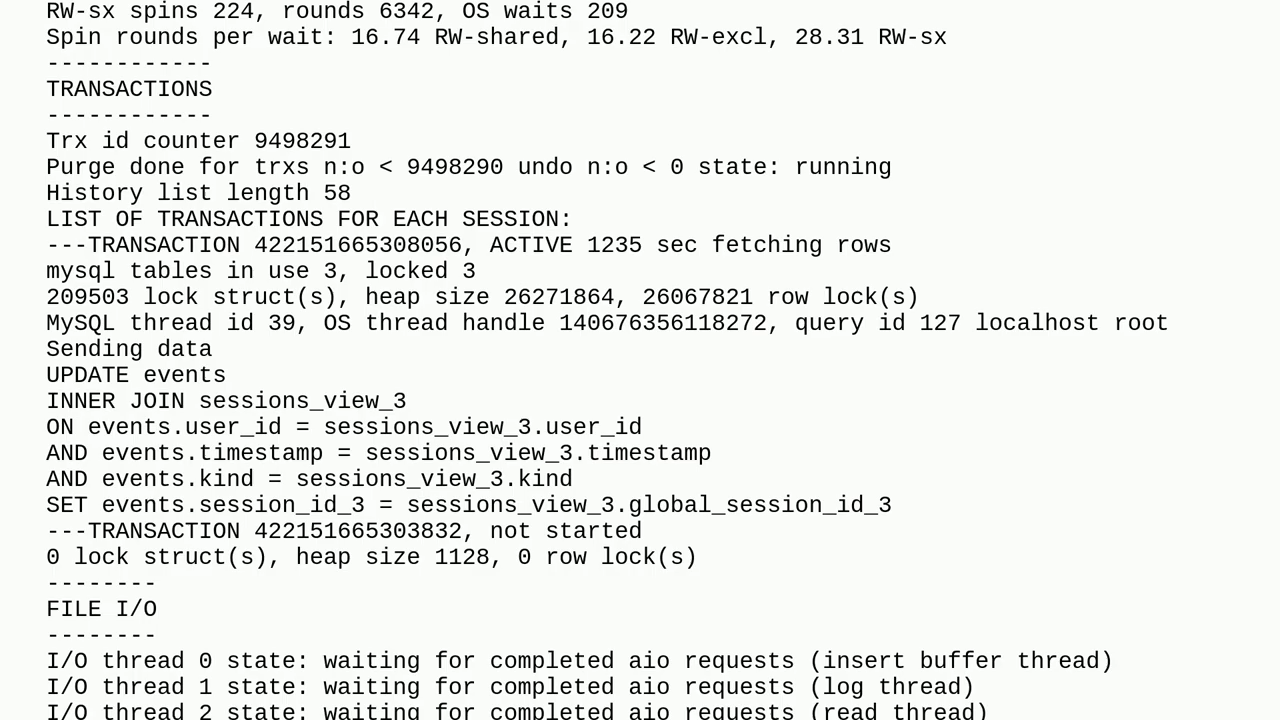 RW-sx spins 224, rounds 6342, OS waits 209
Spin rounds per wait: 16.74 RW-shared, 16.22 RW-excl, 28.31 RW-sx
------------
TRANSACTIONS
------------
Trx id counter 9498291
Purge done for trxs n:o < 9498290 undo n:o < 0 state: running
History list length 58
LIST OF TRANSACTIONS FOR EACH SESSION:
---TRANSACTION 422151665308056, ACTIVE 1235 sec fetching rows
mysql tables in use 3, locked 3
209503 lock struct(s), heap size 26271864, 26067821 row lock(s)
MySQL thread id 39, OS thread handle 140676356118272, query id 127 localhost root
Sending data
UPDATE events
INNER JOIN sessions_view_3
ON events.user_id = sessions_view_3.user_id
AND events.timestamp = sessions_view_3.timestamp
AND events.kind = sessions_view_3.kind
SET events.session_id_3 = sessions_view_3.global_session_id_3
---TRANSACTION 422151665303832, not started
0 lock struct(s), heap size 1128, 0 row lock(s)
--------
FILE I/O
--------
I/O thread 0 state: waiting for completed aio requests (insert buffer thread)
I/O thread 1 state: waiting for completed aio requests (log thread)
I/O thread 2 state: waiting for completed aio requests (read thread)